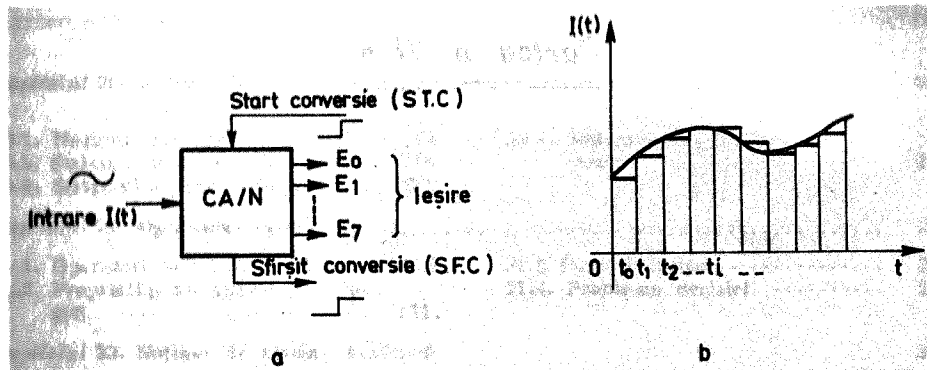 I(t)
Start conversie (S.T.C)
E0
E1
CA/N
Ieșire
Intrare I(t)
E7
Sfîrșit conversie (S.F.C)
0 t0 t1 t2 --ti -- t
a
b